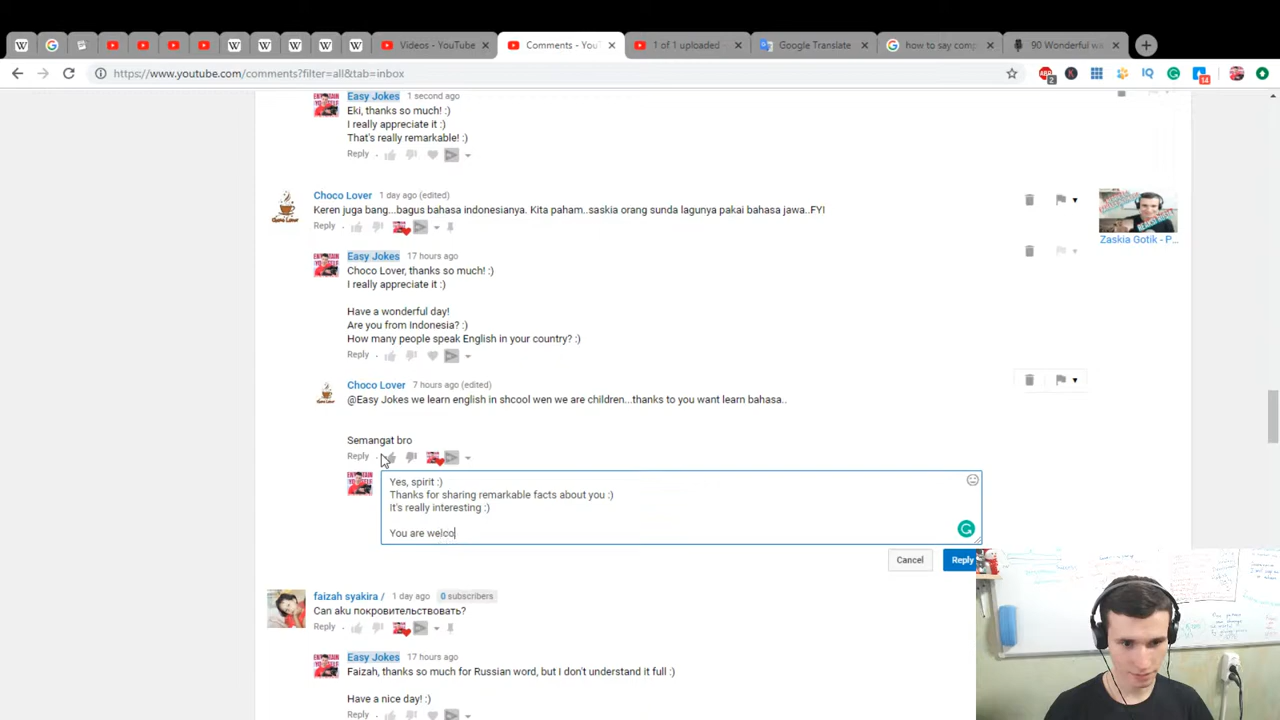 Videos - YouTube
Comments - YouT
1 of 1 uploaded -
Google Translate
how to say comp
90 Wonderful wa
https://www.youtube.com/comments?filter=all&tab=inbox
2
IQ
14
Easy Jokes 1 second ago
Eki, thanks so much! :)
I really appreciate it :)
That's really remarkable! :)
Reply
Choco Lover 1 day ago (edited)
Keren juga bang...bagus bahasa indonesianya. Kita paham..saskia orang sunda lagunya pakai bahasa jawa..FYI
Reply
Zaskia Gotik - P...
Easy Jokes 17 hours ago
Choco Lover, thanks so much! :)
I really appreciate it :)
Have a wonderful day!
Are you from Indonesia? :)
How many people speak English in your country? :)
Reply
Choco Lover 7 hours ago (edited)
@Easy Jokes we learn english in shcool wen we are children...thanks to you want learn bahasa..
Semangat bro
Reply
Yes, spirit :)
Thanks for sharing remarkable facts about you :)
It's really interesting :)
You are welco
Cancel
Reply
faizah syakira / 1 day ago 0 subscribers
Can aku покровительствовать?
Reply
Easy Jokes 17 hours ago
Faizah, thanks so much for Russian word, but I don't understand it full :)
Have a nice day! :)
Reply